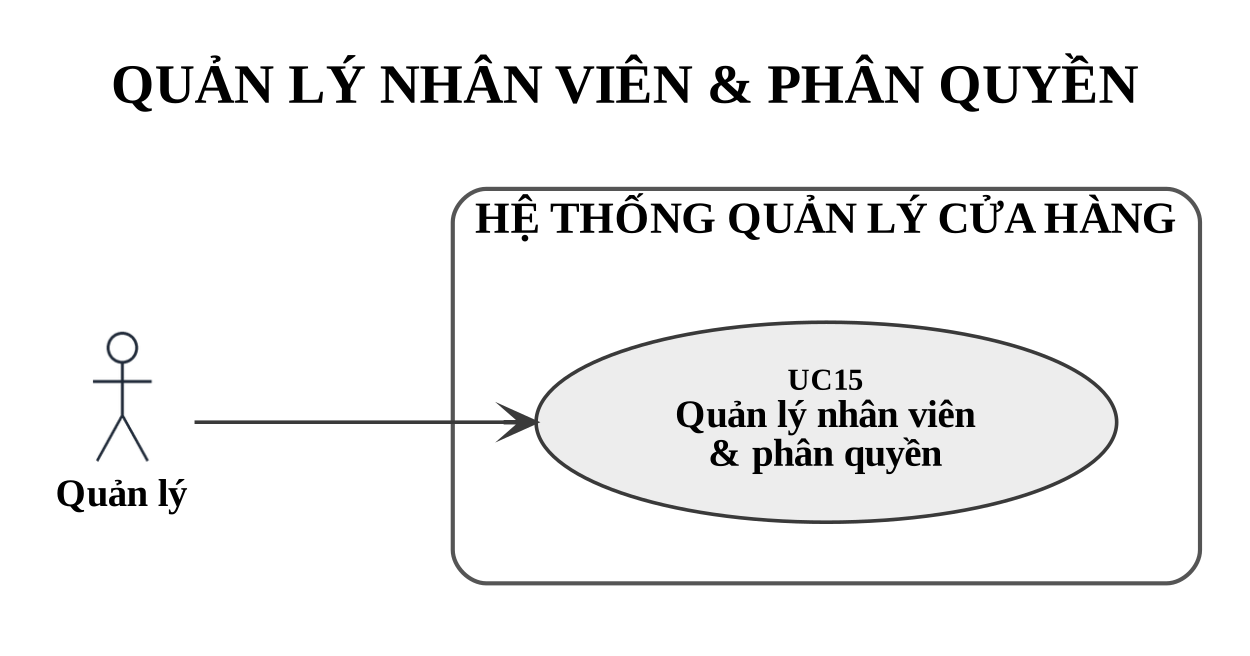 QUẢN LÝ NHÂN VIÊN & PHÂN QUYỀN
HỆ THỐNG QUẢN LÝ CỬA HÀNG
UC15
Quản lý nhân viên
& phân quyền
Quản lý